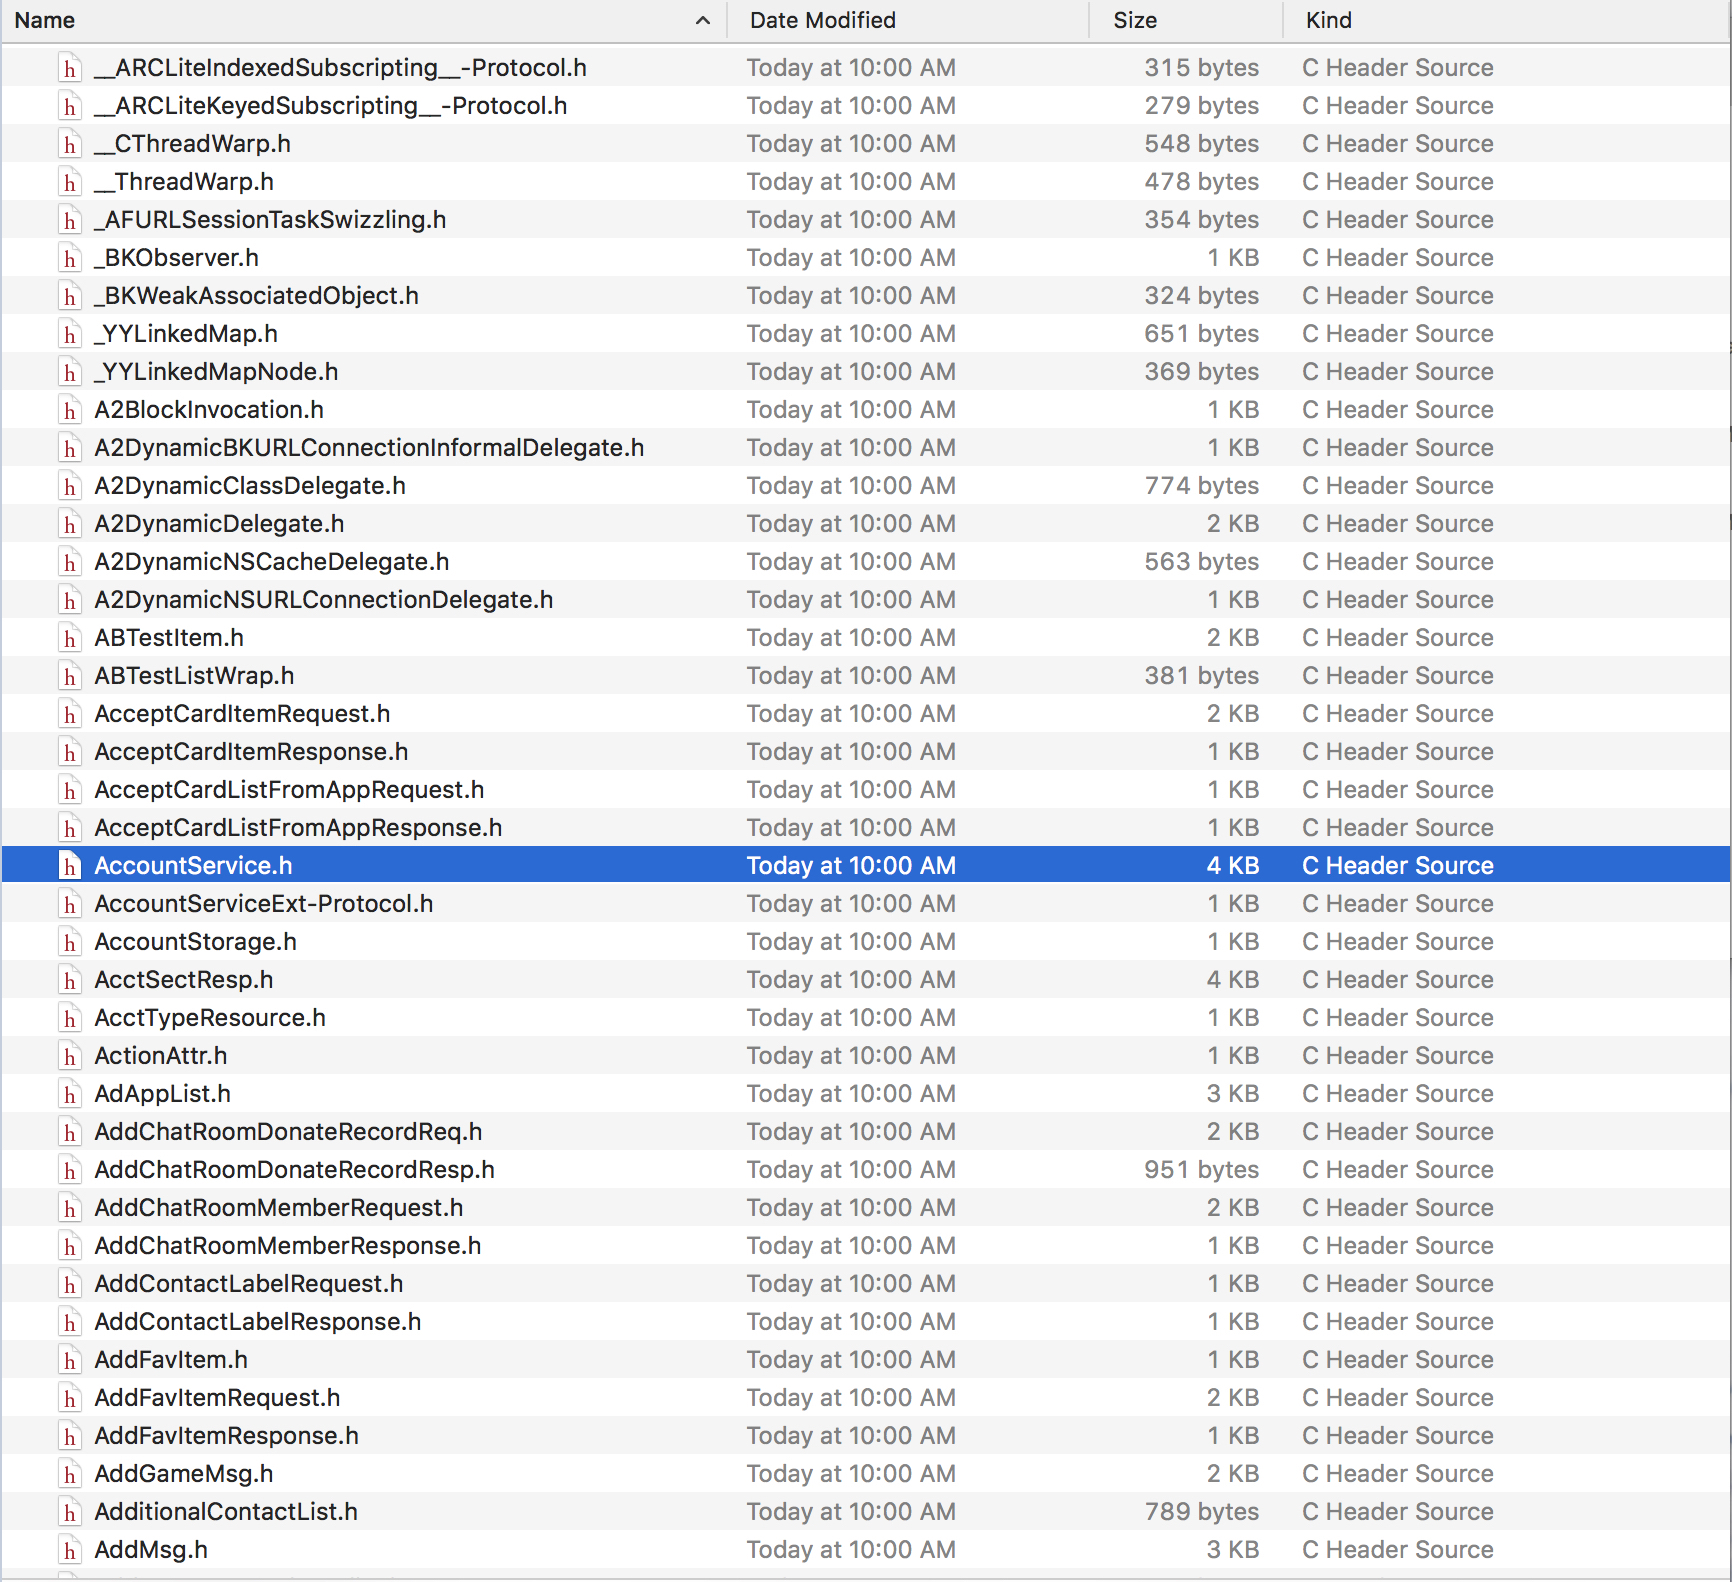 Name Date Modified Size Kind
h __ARCLiteIndexedSubscripting__-Protocol.h Today at 10:00 AM 315 bytes C Header Source
h __ARCLiteKeyedSubscripting__-Protocol.h Today at 10:00 AM 279 bytes C Header Source
h __CThreadWarp.h Today at 10:00 AM 548 bytes C Header Source
h __ThreadWarp.h Today at 10:00 AM 478 bytes C Header Source
h _AFURLSessionTaskSwizzling.h Today at 10:00 AM 354 bytes C Header Source
h _BKObserver.h Today at 10:00 AM 1 KB C Header Source
h _BKWeakAssociatedObject.h Today at 10:00 AM 324 bytes C Header Source
h _YYLinkedMap.h Today at 10:00 AM 651 bytes C Header Source
h _YYLinkedMapNode.h Today at 10:00 AM 369 bytes C Header Source
h A2BlockInvocation.h Today at 10:00 AM 1 KB C Header Source
h A2DynamicBKURLConnectionInformalDelegate.h Today at 10:00 AM 1 KB C Header Source
h A2DynamicClassDelegate.h Today at 10:00 AM 774 bytes C Header Source
h A2DynamicDelegate.h Today at 10:00 AM 2 KB C Header Source
h A2DynamicNSCacheDelegate.h Today at 10:00 AM 563 bytes C Header Source
h A2DynamicNSURLConnectionDelegate.h Today at 10:00 AM 1 KB C Header Source
h ABTestItem.h Today at 10:00 AM 2 KB C Header Source
h ABTestListWrap.h Today at 10:00 AM 381 bytes C Header Source
h AcceptCardItemRequest.h Today at 10:00 AM 2 KB C Header Source
h AcceptCardItemResponse.h Today at 10:00 AM 1 KB C Header Source
h AcceptCardListFromAppRequest.h Today at 10:00 AM 1 KB C Header Source
h AcceptCardListFromAppResponse.h Today at 10:00 AM 1 KB C Header Source
h AccountService.h Today at 10:00 AM 4 KB C Header Source
h AccountServiceExt-Protocol.h Today at 10:00 AM 1 KB C Header Source
h AccountStorage.h Today at 10:00 AM 1 KB C Header Source
h AcctSectResp.h Today at 10:00 AM 4 KB C Header Source
h AcctTypeResource.h Today at 10:00 AM 1 KB C Header Source
h ActionAttr.h Today at 10:00 AM 1 KB C Header Source
h AdAppList.h Today at 10:00 AM 3 KB C Header Source
h AddChatRoomDonateRecordReq.h Today at 10:00 AM 2 KB C Header Source
h AddChatRoomDonateRecordResp.h Today at 10:00 AM 951 bytes C Header Source
h AddChatRoomMemberRequest.h Today at 10:00 AM 2 KB C Header Source
h AddChatRoomMemberResponse.h Today at 10:00 AM 1 KB C Header Source
h AddContactLabelRequest.h Today at 10:00 AM 1 KB C Header Source
h AddContactLabelResponse.h Today at 10:00 AM 1 KB C Header Source
h AddFavItem.h Today at 10:00 AM 1 KB C Header Source
h AddFavItemRequest.h Today at 10:00 AM 2 KB C Header Source
h AddFavItemResponse.h Today at 10:00 AM 1 KB C Header Source
h AddGameMsg.h Today at 10:00 AM 2 KB C Header Source
h AdditionalContactList.h Today at 10:00 AM 789 bytes C Header Source
h AddMsg.h Today at 10:00 AM 3 KB C Header Source